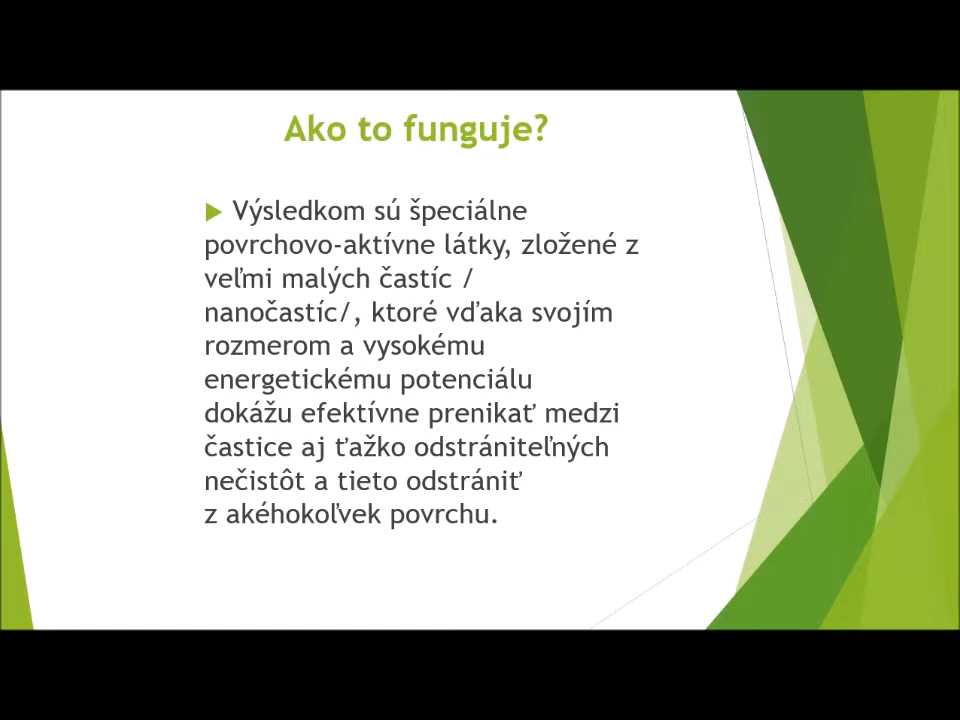 Ako to funguje?
Výsledkom sú špeciálne
povrchovo-aktívne látky, zložené z
veľmi malých častíc /
nanočastíc/, ktoré vďaka svojím
rozmerom a vysokému
energetickému potenciálu
dokážu efektívne prenikať medzi
častice aj ťažko odstrániteľných
nečistôt a tieto odstrániť
z akéhokoľvek povrchu.